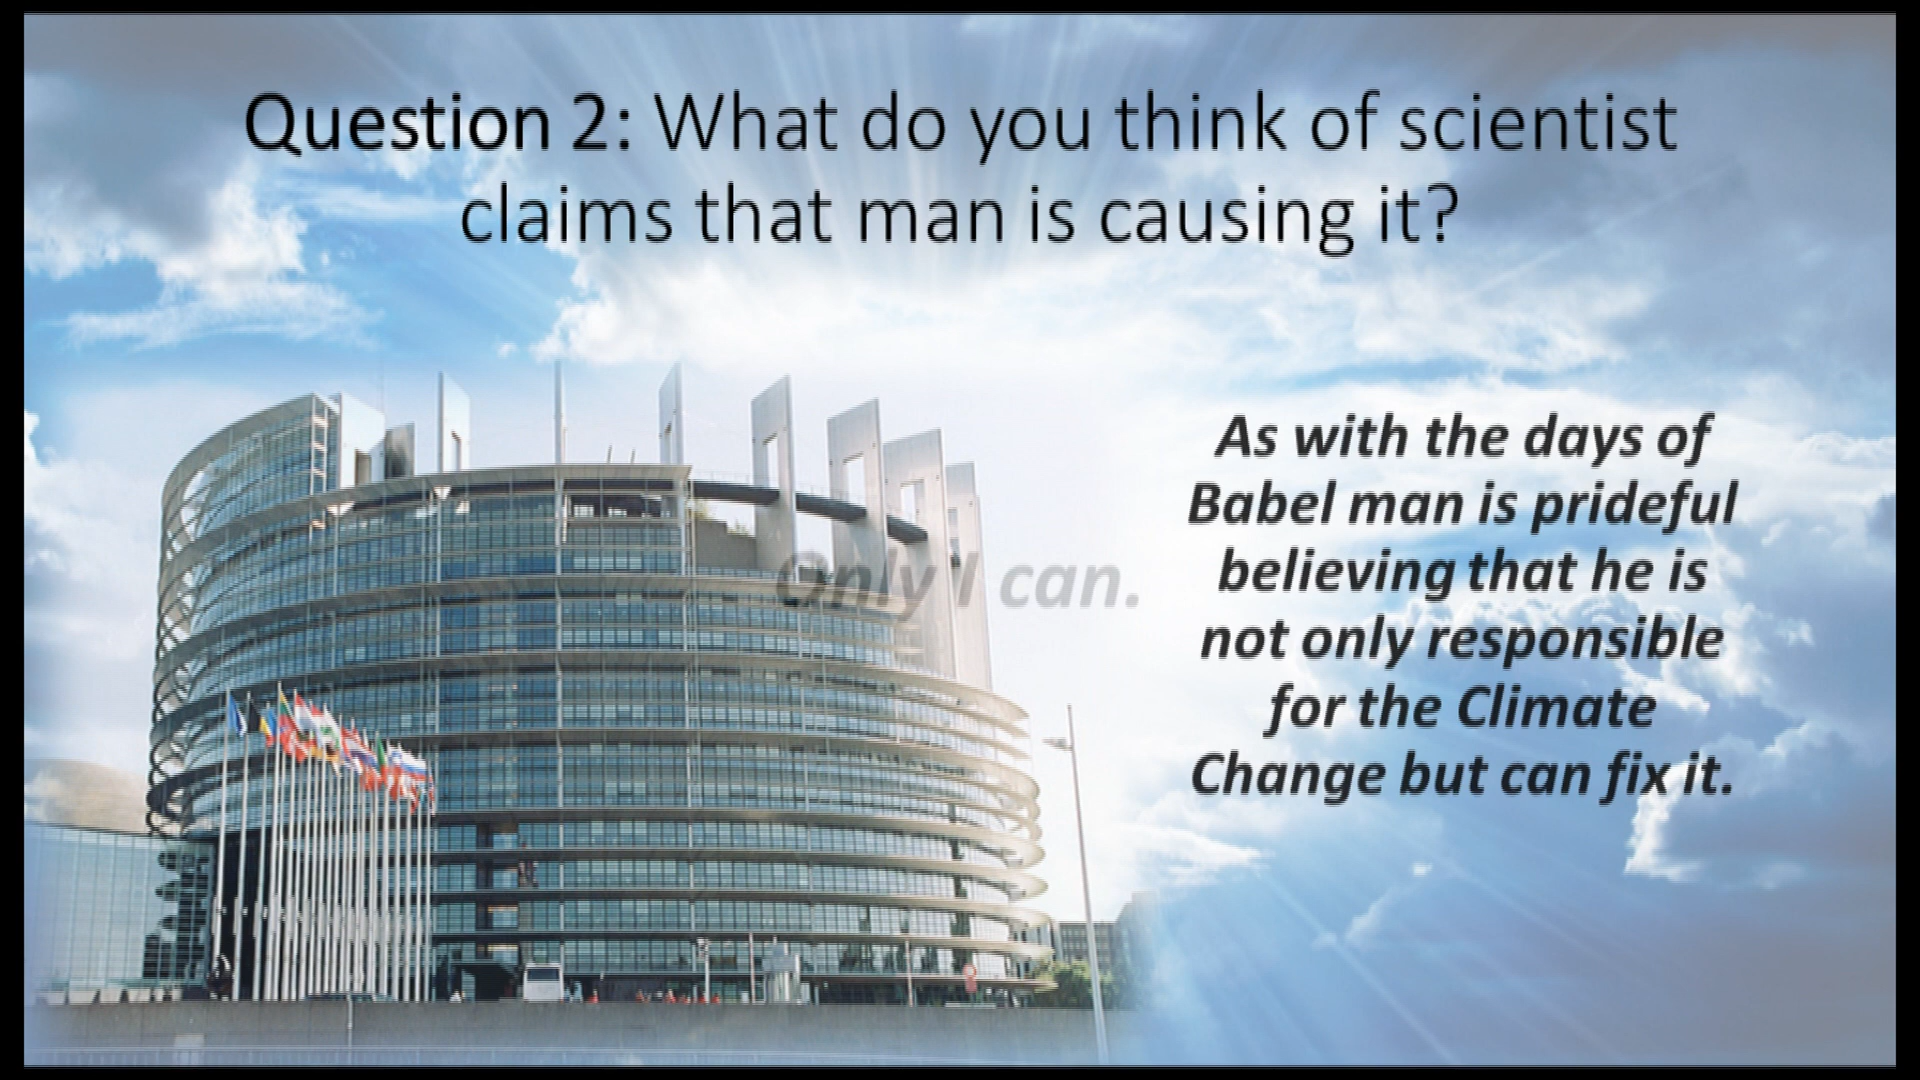 Question 2: What do you think of scientist
claims that man is causing it?
Only I can.
As with the days of
Babel man is prideful
believing that he is
not only responsible
for the Climate
Change but can fix it.